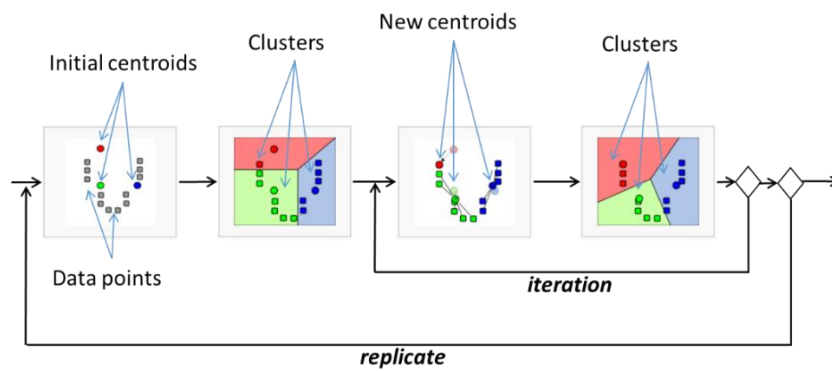 New centroids
Clusters
Clusters
Initial centroids
Data points
iteration
replicate